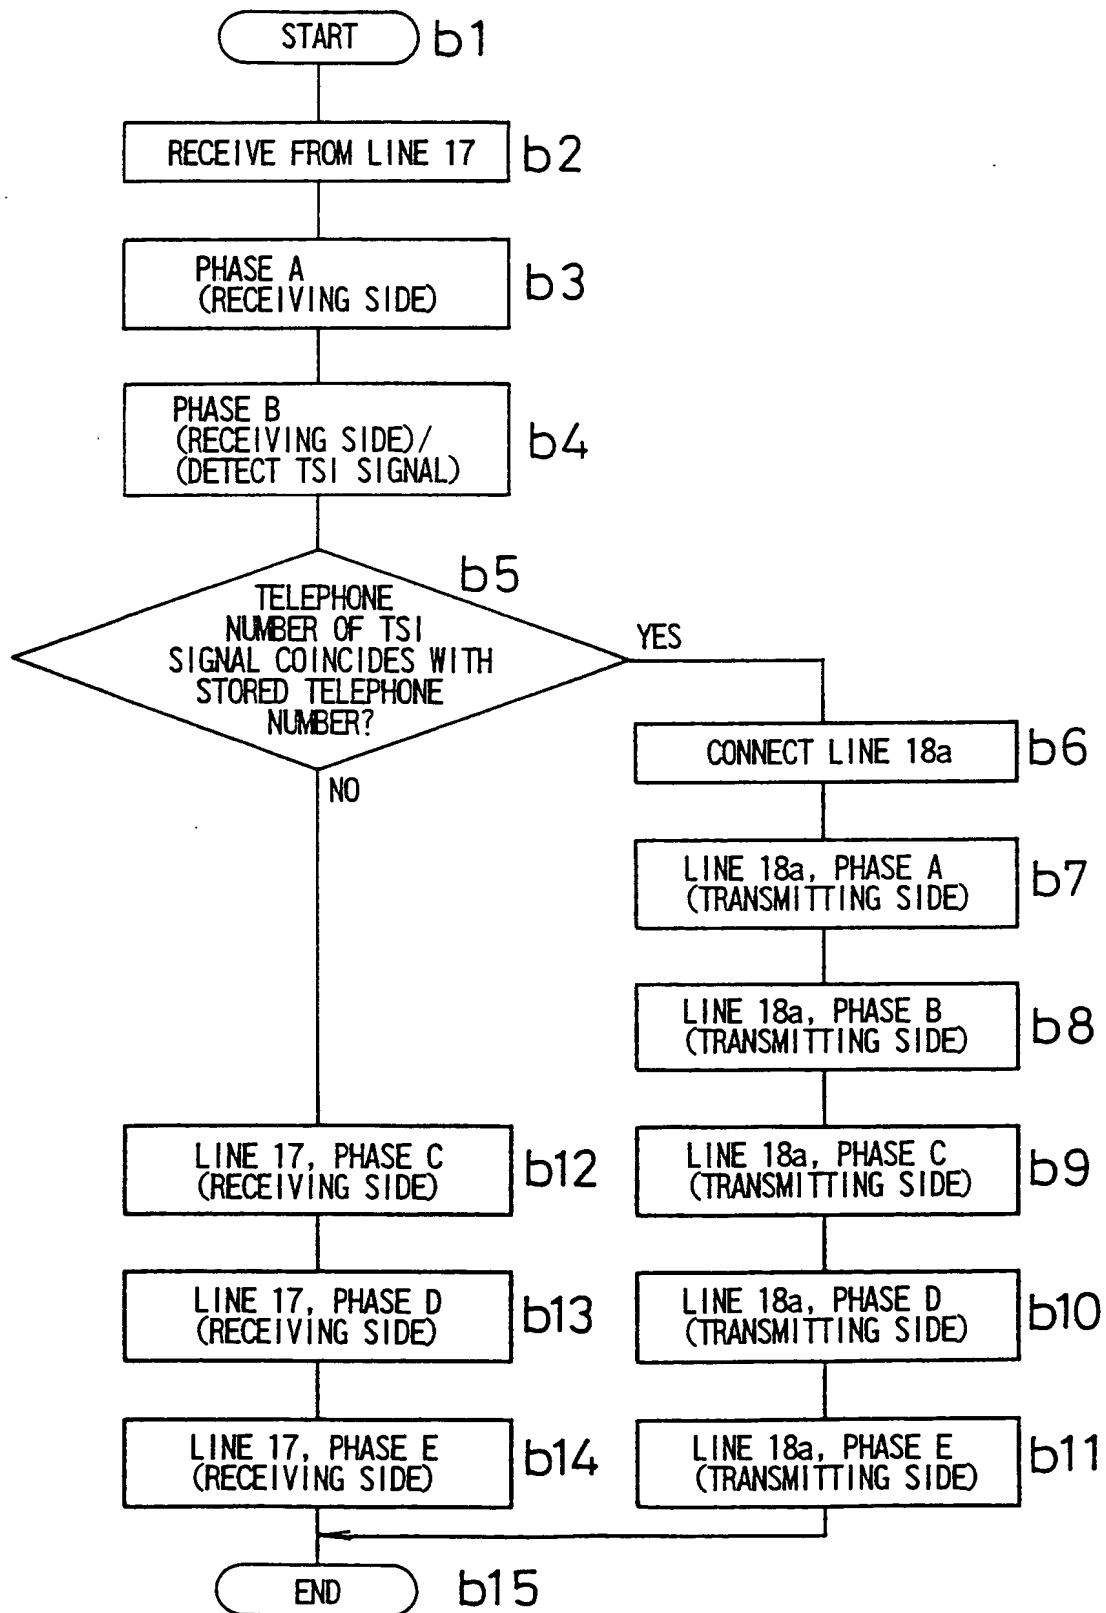 START
b1
RECEIVE FROM LINE 17
b2
PHASE A
(RECEIVING SIDE)
b3
PHASE B
(RECEIVING SIDE)/
(DETECT TSI SIGNAL)
b4
b5
TELEPHONE
NUMBER OF TSI
SIGNAL COINCIDES WITH
STORED TELEPHONE
NUMBER?
YES
NO
CONNECT LINE 18a
b6
LINE 18a, PHASE A
(TRANSMITTING SIDE)
b7
LINE 18a, PHASE B
(TRANSMITTING SIDE)
b8
LINE 17, PHASE C
(RECEIVING SIDE)
b12
LINE 18a, PHASE C
(TRANSMITTING SIDE)
b9
LINE 17, PHASE D
(RECEIVING SIDE)
b13
LINE 18a, PHASE D
(TRANSMITTING SIDE)
b10
LINE 17, PHASE E
(RECEIVING SIDE)
b14
LINE 18a, PHASE E
(TRANSMITTING SIDE)
b11
END
b15